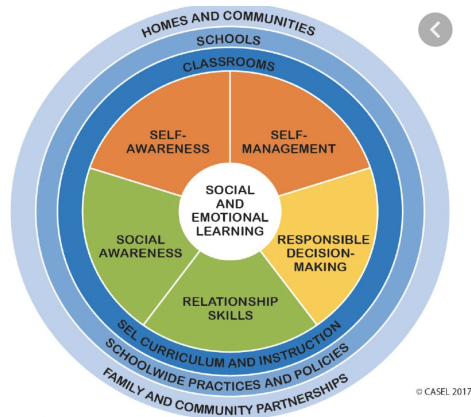 HOMES AND COMMUNITIES
SCHOOLS
CLASSROOMS
SELF-
AWARENESS
SELF-
MANAGEMENT
SOCIAL
AND
EMOTIONAL
LEARNING
SOCIAL
AWARENESS
RESPONSIBLE
DECISION-
MAKING
RELATIONSHIP
SKILLS
SEL CURRICULUM AND INSTRUCTION
SCHOOLWIDE PRACTICES AND POLICIES
FAMILY AND COMMUNITY PARTNERSHIPS
© CASEL 2017